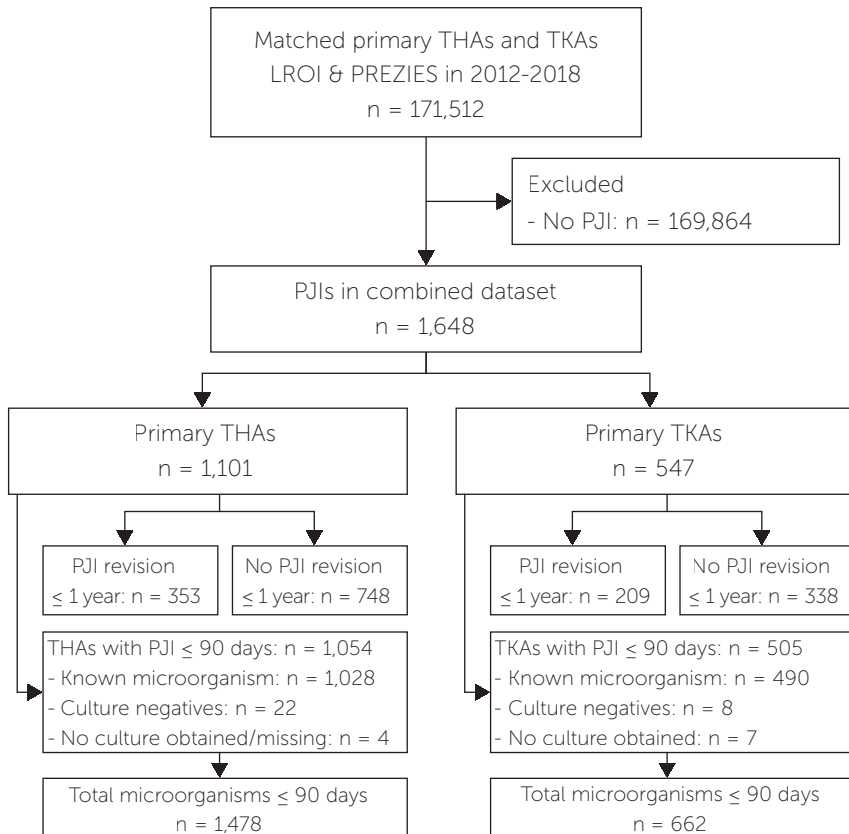 Matched primary THAs and TKAs
LROI & PREZIES in 2012-2018
n = 171,512
Excluded
- No PJI: n = 169,864
PJIs in combined dataset
n = 1,648
Primary THAs
n = 1,101
Primary TKAs
n = 547
PJI revision
≤ 1 year: n = 353
No PJI revision
≤ 1 year: n = 748
PJI revision
≤ 1 year: n = 209
No PJI revision
≤ 1 year: n = 338
THAs with PJI ≤ 90 days: n = 1,054
- Known microorganism: n = 1,028
- Culture negatives: n = 22
- No culture obtained/missing: n = 4
TKAs with PJI ≤ 90 days: n = 505
- Known microorganism: n = 490
- Culture negatives: n = 8
- No culture obtained: n = 7
Total microorganisms ≤ 90 days
n = 1,478
Total microorganisms ≤ 90 days
n = 662